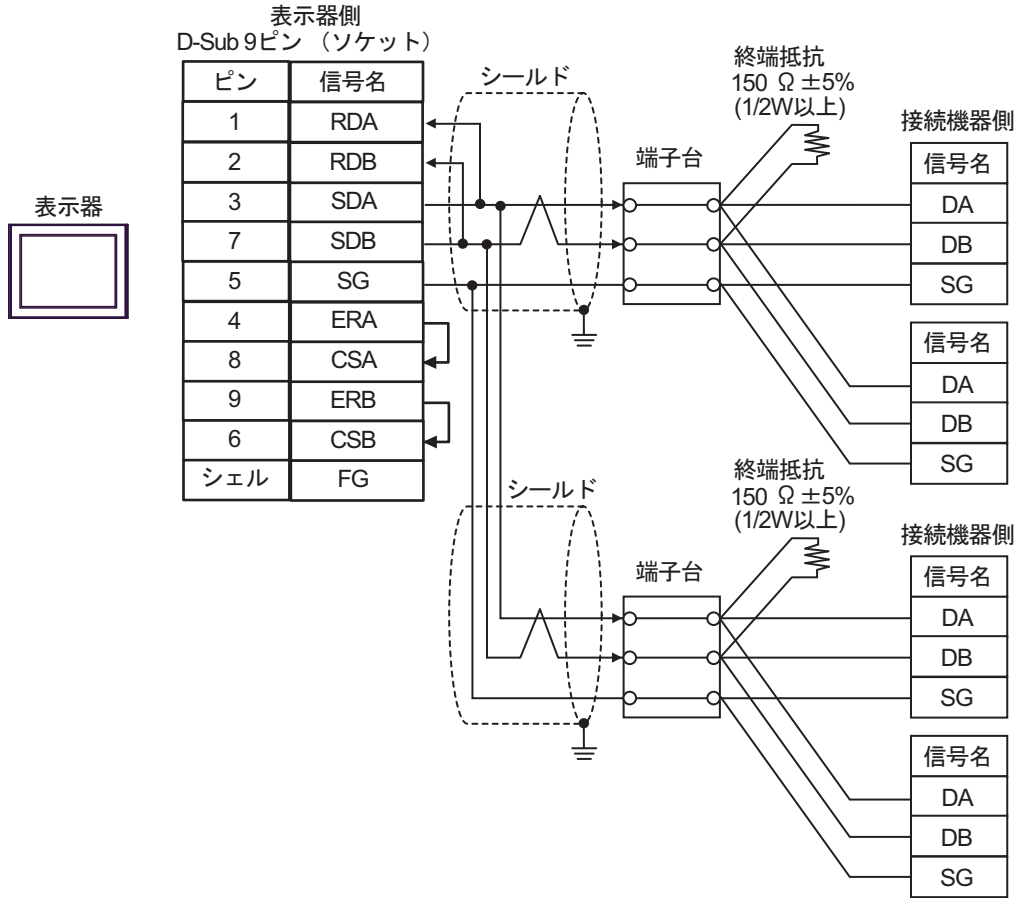 表示器側
D-Sub 9ピン （ソケット）
ピン 信号名
1 RDA
2 RDB
3 SDA
7 SDB
5 SG
4 ERA
8 CSA
9 ERB
6 CSB
シェル FG
表示器
シールド
終端抵抗
150 Ω ±5%
(1/2W以上)
端子台
接続機器側
信号名
DA
DB
SG
信号名
DA
DB
SG
シールド
終端抵抗
150 Ω ±5%
(1/2W以上)
端子台
接続機器側
信号名
DA
DB
SG
信号名
DA
DB
SG